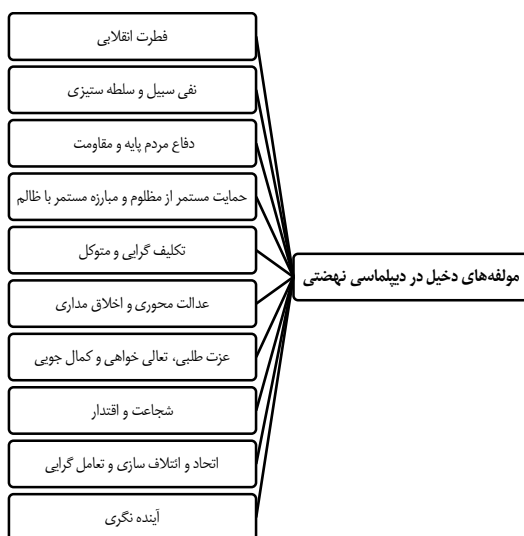 مولفه‌های دخیل در دیپلماسی نهضتی
فطرت انقلابی
نفی سبیل و سلطه ستیزی
دفاع مردم پایه و مقاومت
حمایت مستمر از مظلوم و مبارزه مستمر با ظالم
تکلیف گرایی و متوکل
عدالت محوری و اخلاق مداری
عزت طلبی، تعالی خواهی و کمال جویی
شجاعت و اقتدار
اتحاد و ائتلاف سازی و تعامل گرایی
آینده نگری